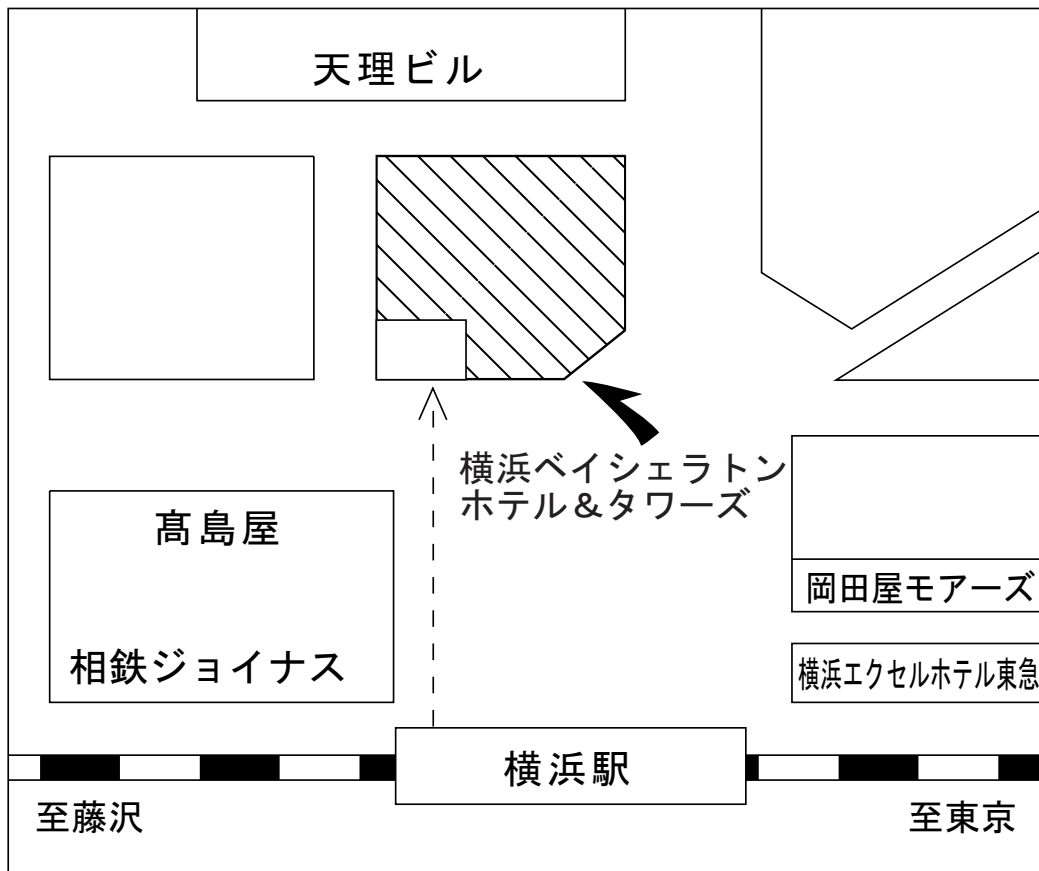 天理ビル
横浜ベイシェラトン
ホテル＆タワーズ
髙島屋
岡田屋モアーズ
相鉄ジョイナス
横浜エクセルホテル東急
横浜駅
至藤沢
至東京